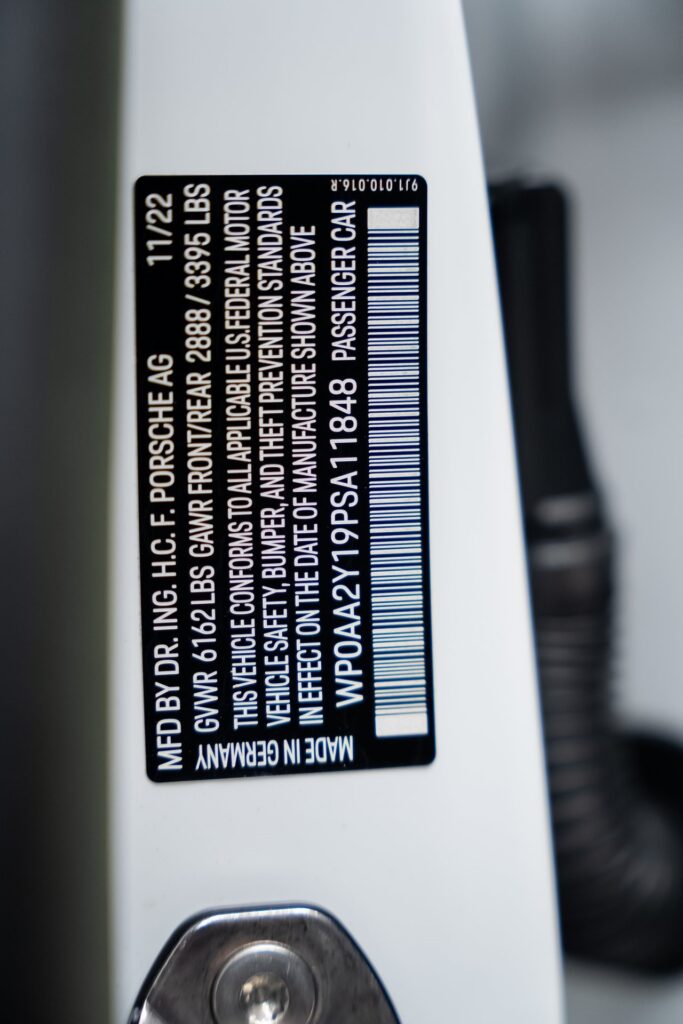 MFD BY DR. ING. H.C. F. PORSCHE AG 11/22
GVWR 6162 LBS GAWR FRONT/REAR 2888 / 3395 LBS
THIS VEHICLE CONFORMS TO ALL APPLICABLE U.S. FEDERAL MOTOR
VEHICLE SAFETY, BUMPER, AND THEFT PREVENTION STANDARDS
IN EFFECT ON THE DATE OF MANUFACTURE SHOWN ABOVE
WP0AA2Y19PSA11848 PASSENGER CAR
MADE IN GERMANY
9J1.010.016.R